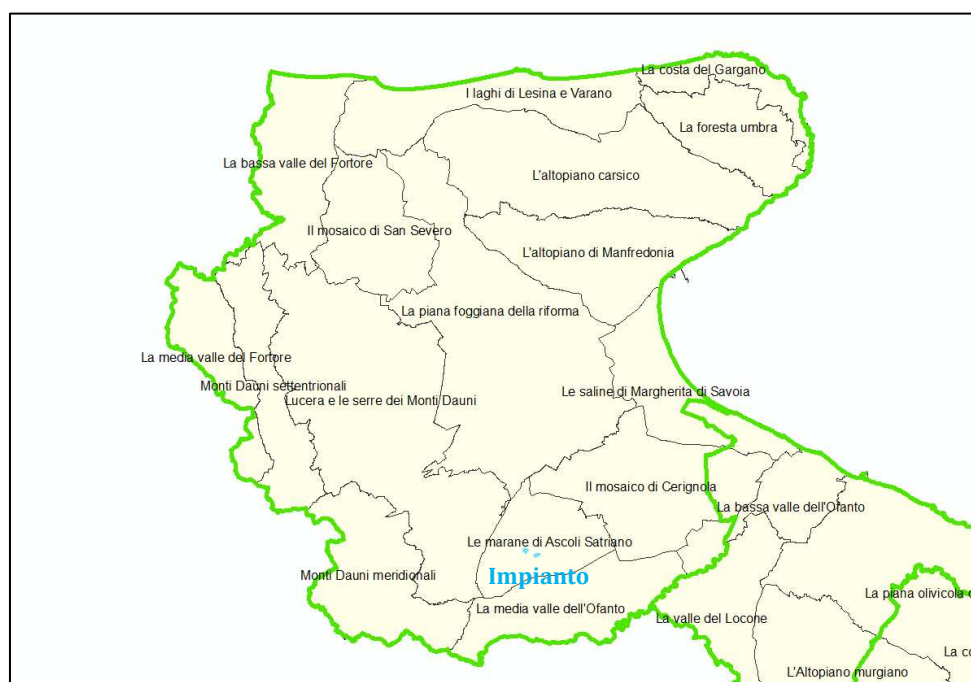 La costa del Gargano
I laghi di Lesina e Varano
La foresta umbra
La bassa valle del Fortore
L'altopiano carsico
Il mosaico di San Severo
L'altopiano di Manfredonia
La piana foggiana della riforma
La media valle del Fortore
Monti Dauni settentrionali
Lucera e le serre dei Monti Dauni
Le saline di Margherita di Savoia
Il mosaico di Cerignola
La bassa valle dell'Ofanto
Le marane di Ascoli Satriano
Monti Dauni meridionali
Impianto
La piana olivicola
La media valle dell'Ofanto
La valle del Locone
La co
L'Altopiano murgiano